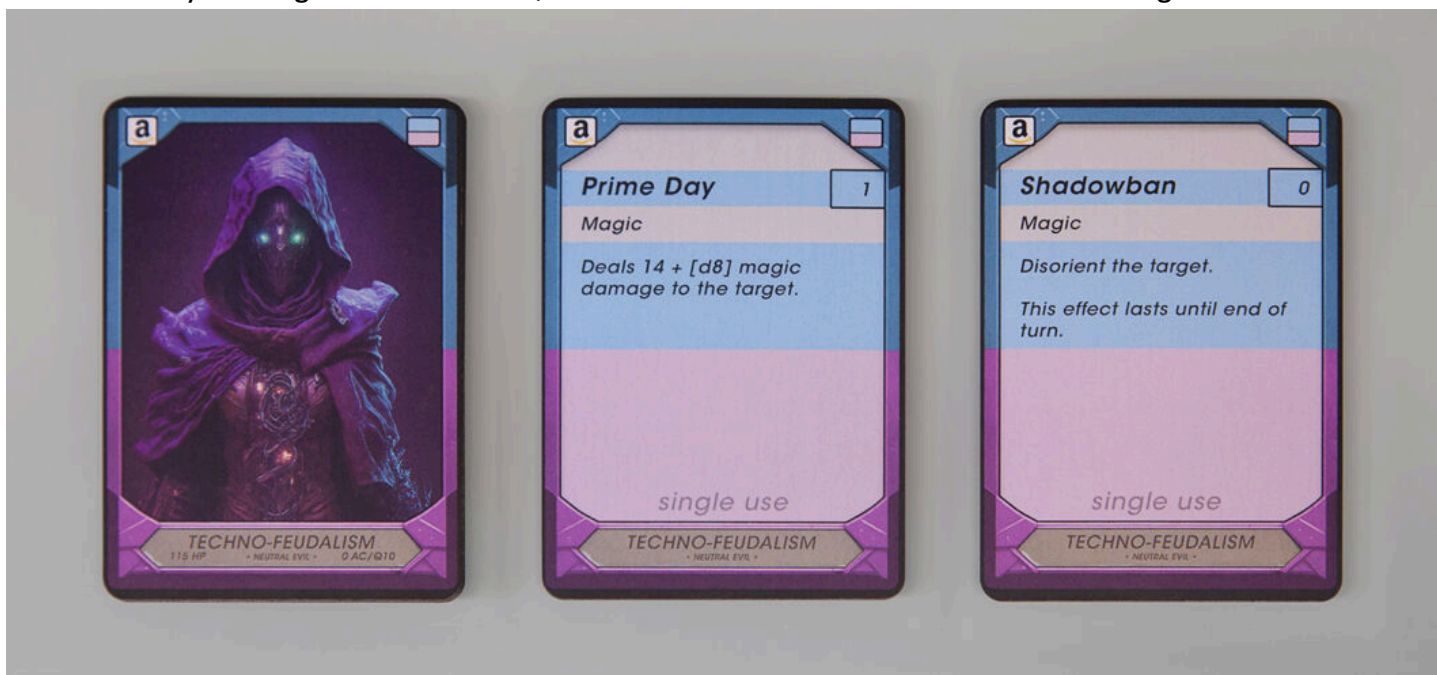 a
TECHNO-FEUDALISM
115 HP • NEUTRAL EVIL • 0 AC/Q10
a
Prime Day 1
Magic
Deals 14 + [d8] magic
damage to the target.
single use
TECHNO-FEUDALISM
• NEUTRAL EVIL •
a
Shadowban 0
Magic
Disorient the target.
This effect lasts until end of
turn.
single use
TECHNO-FEUDALISM
• NEUTRAL EVIL •